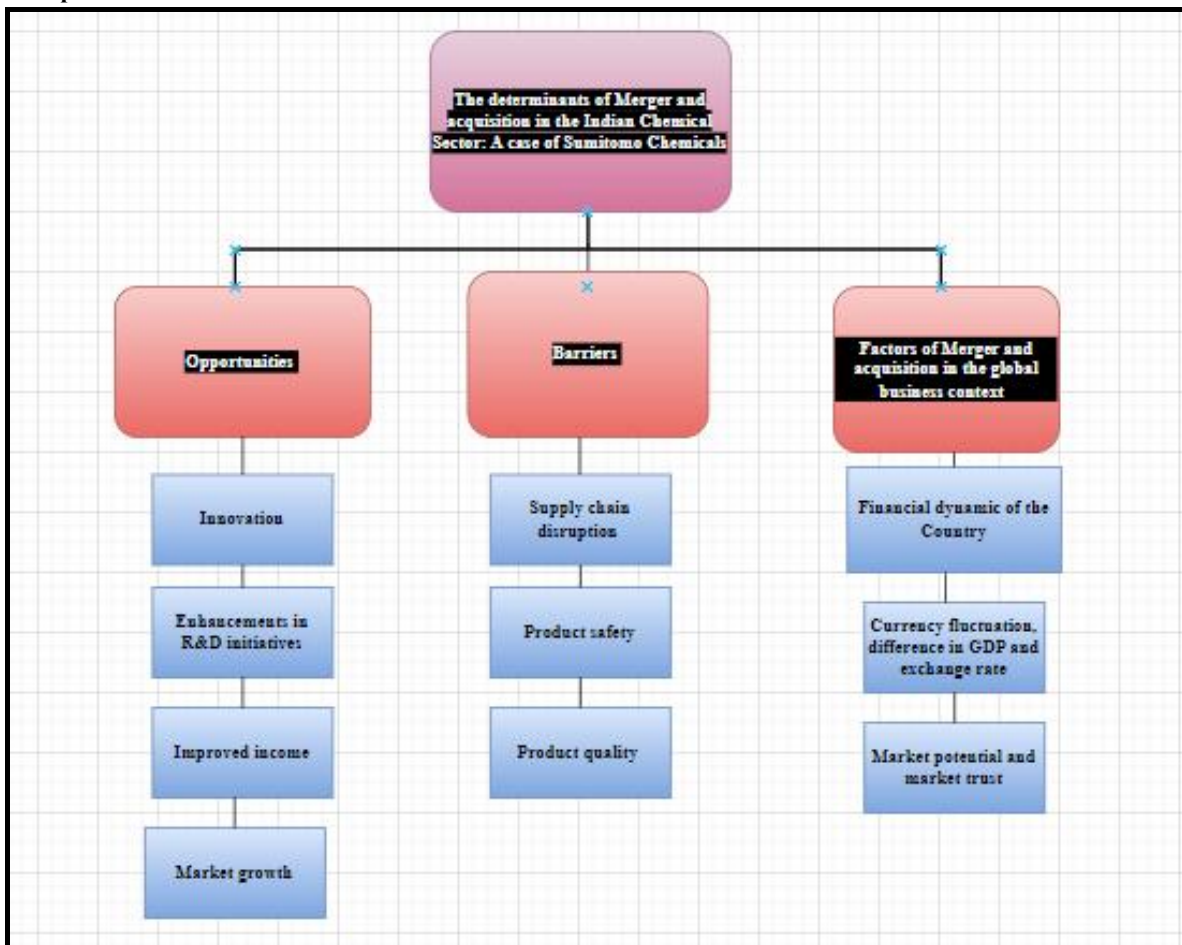 The determinants of Merger and
acquisition in the Indian Chemical
Sector: A case of Sumitomo Chemicals
Opportunities
Innovation
Enhancements in
R&D initiatives
Improved income
Market growth
Barriers
Supply chain
disruption
Product safety
Product quality
Factors of Merger and
acquisition in the global
business context
Financial dynamic of the
Country
Currency fluctuation,
difference in GDP and
exchange rate
Market potential and
market trust